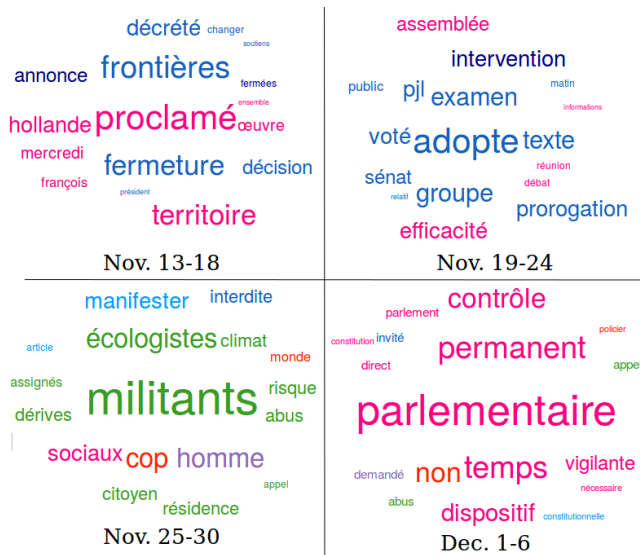 décrété changer
soutiens
annonce frontières
fermées
ensemble
hollande proclamé œuvre
mercredi
fermeture décision
françois
président
territoire
Nov. 13-18
assemblée
intervention
public pjl examen matin
informations
voté adopte texte
réunion
sénat débat
relatif groupe
prorogation
efficacité
Nov. 19-24
manifester interdite
écologistes climat
article
monde
assignés
militants risque
dérives abus
sociaux cop homme
appel
citoyen
résidence
Nov. 25-30
contrôle
parlement
policier
constitution invité
permanent
direct appel
parlementaire
demandé non temps vigilante
nécessaire
abus
dispositif constitutionnelle
Dec. 1-6